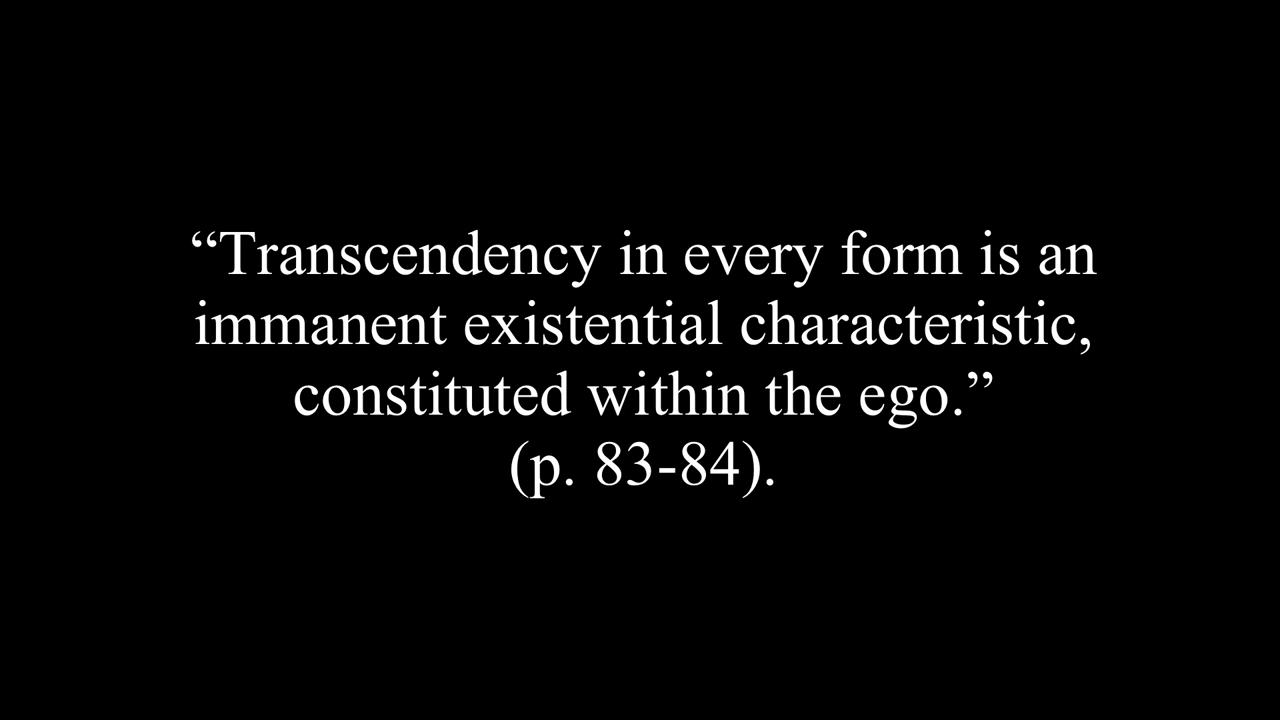 “Transcendency in every form is an
immanent existential characteristic,
constituted within the ego.”
(p. 83-84).